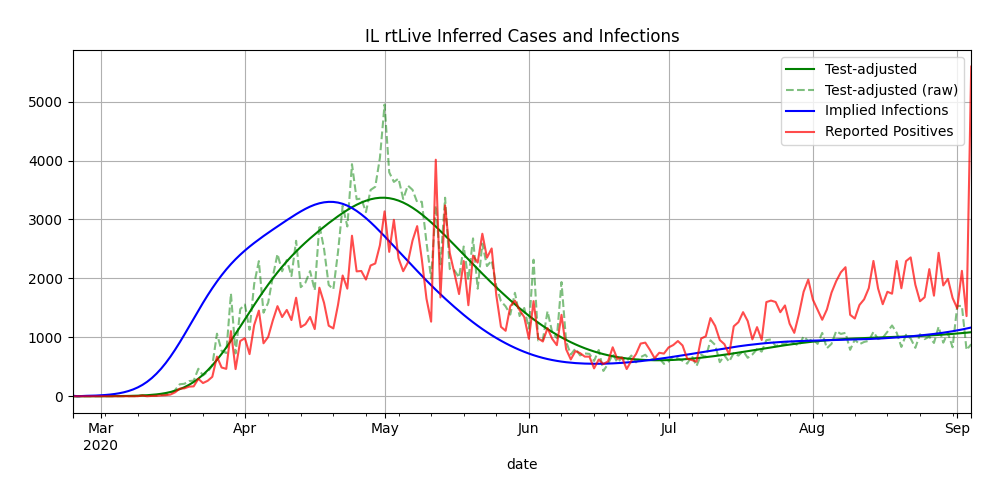 IL rtLive Inferred Cases and Infections
Test-adjusted
Test-adjusted (raw)
Implied Infections
Reported Positives
5000
4000
3000
2000
1000
0
Mar Apr May Jun Jul Aug Sep
2020
date